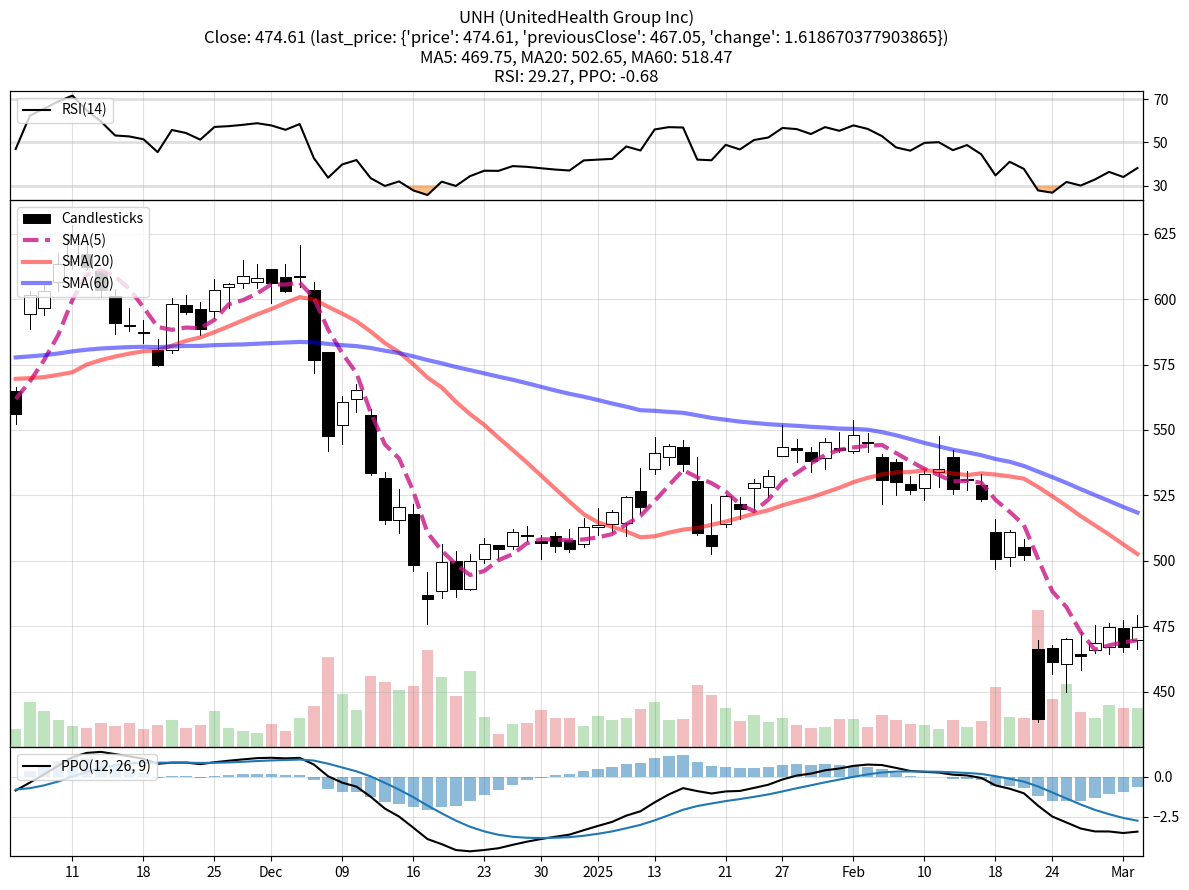 UNH (UnitedHealth Group Inc)
Close: 474.61 (last_price: {'price': 474.61, 'previousClose': 467.05, 'change': 1.618670377903865})
MA5: 469.75, MA20: 502.65, MA60: 518.47
RSI: 29.27, PPO: -0.68
RSI(14)
70
50
30
Candlesticks
SMA(5)
SMA(20)
SMA(60)
625
600
575
550
525
500
475
450
PPO(12, 26, 9)
0.0
−2.5
11 18 25 Dec 09 16 23 30 2025 13 21 27 Feb 10 18 24 Mar